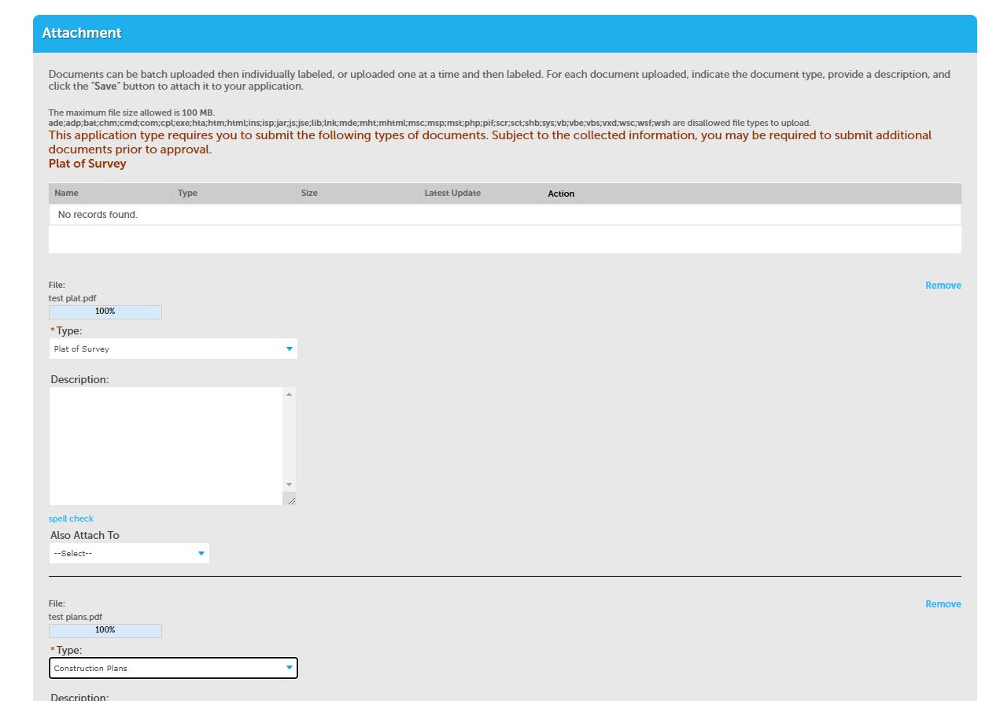 Attachment
Documents can be batch uploaded then individually labeled, or uploaded one at a time and then labeled. For each document uploaded, indicate the document type, provide a description, and
click the "Save" button to attach it to your application.
The maximum file size allowed is 100 MB.
ade;adp;bat;chm;cmd;com;cpl;exe;hta;htm;html;ins;isp;jar;js;jse;lib;lnk;mde;mht;mhtml;msc;msp;mst;php;pif;scr;sct;shb;sys;vb;vbe;vbs;vxd;wsc;wsf;wsh are disallowed file types to upload.
This application type requires you to submit the following types of documents. Subject to the collected information, you may be required to submit additional
documents prior to approval.
Plat of Survey
Name Type Size Latest Update Action
No records found.
File: Remove
test plat.pdf
100%
*Type:
Plat of Survey
Description:
spell check
Also Attach To
--Select--
File: Remove
test plans.pdf
100%
*Type:
Construction Plans
Description: